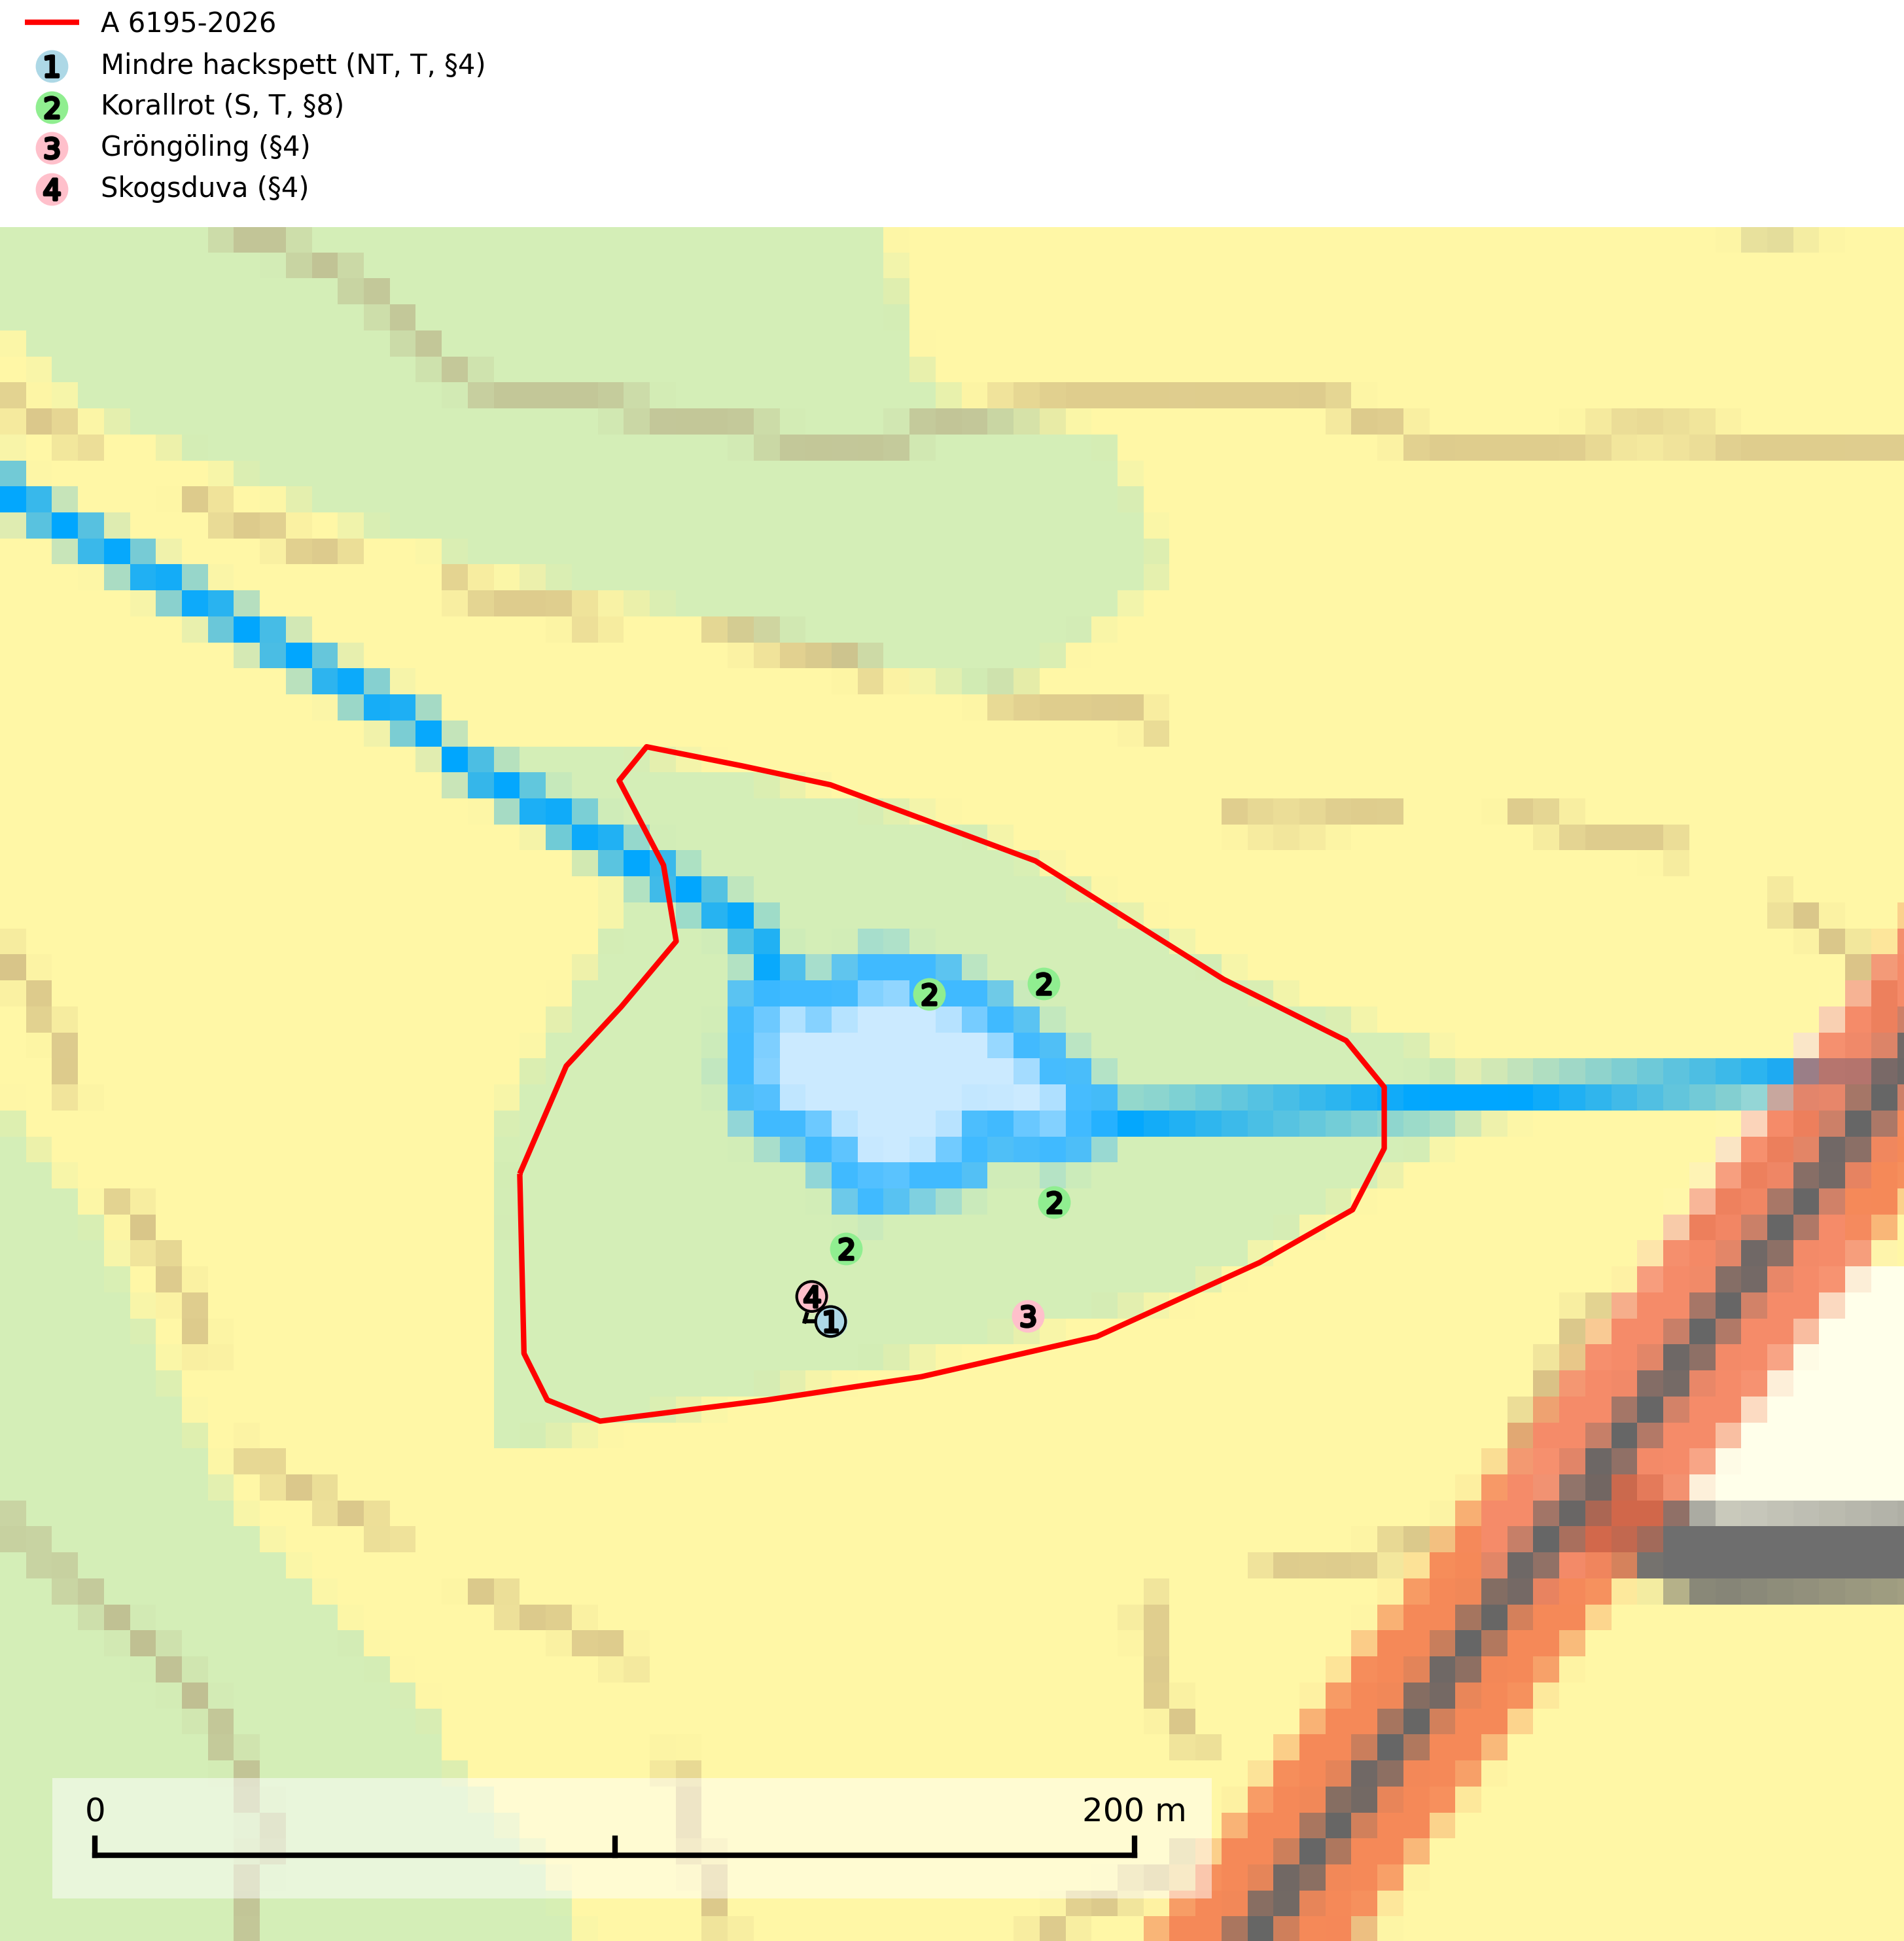 A 6195-2026
1 Mindre hackspett (NT, T, §4)
2 Korallrot (S, T, §8)
3 Gröngöling (§4)
4 Skogsduva (§4)
2
2
2
2
4
1
3
0 200 m